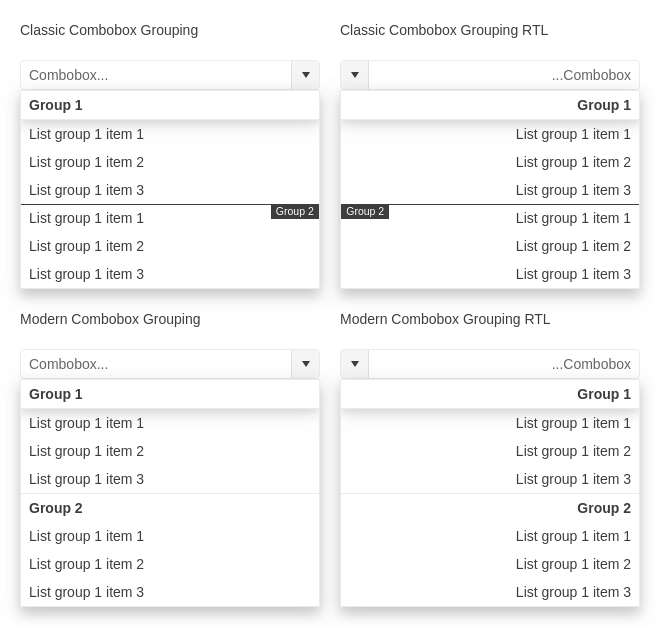 Classic Combobox Grouping
Combobox...
Group 1
List group 1 item 1
List group 1 item 2
List group 1 item 3
Group 2
List group 1 item 1
List group 1 item 2
List group 1 item 3
Classic Combobox Grouping RTL
...Combobox
Group 1
List group 1 item 1
List group 1 item 2
List group 1 item 3
Group 2
List group 1 item 1
List group 1 item 2
List group 1 item 3
Modern Combobox Grouping
Combobox...
Group 1
List group 1 item 1
List group 1 item 2
List group 1 item 3
Group 2
List group 1 item 1
List group 1 item 2
List group 1 item 3
Modern Combobox Grouping RTL
...Combobox
Group 1
List group 1 item 1
List group 1 item 2
List group 1 item 3
Group 2
List group 1 item 1
List group 1 item 2
List group 1 item 3